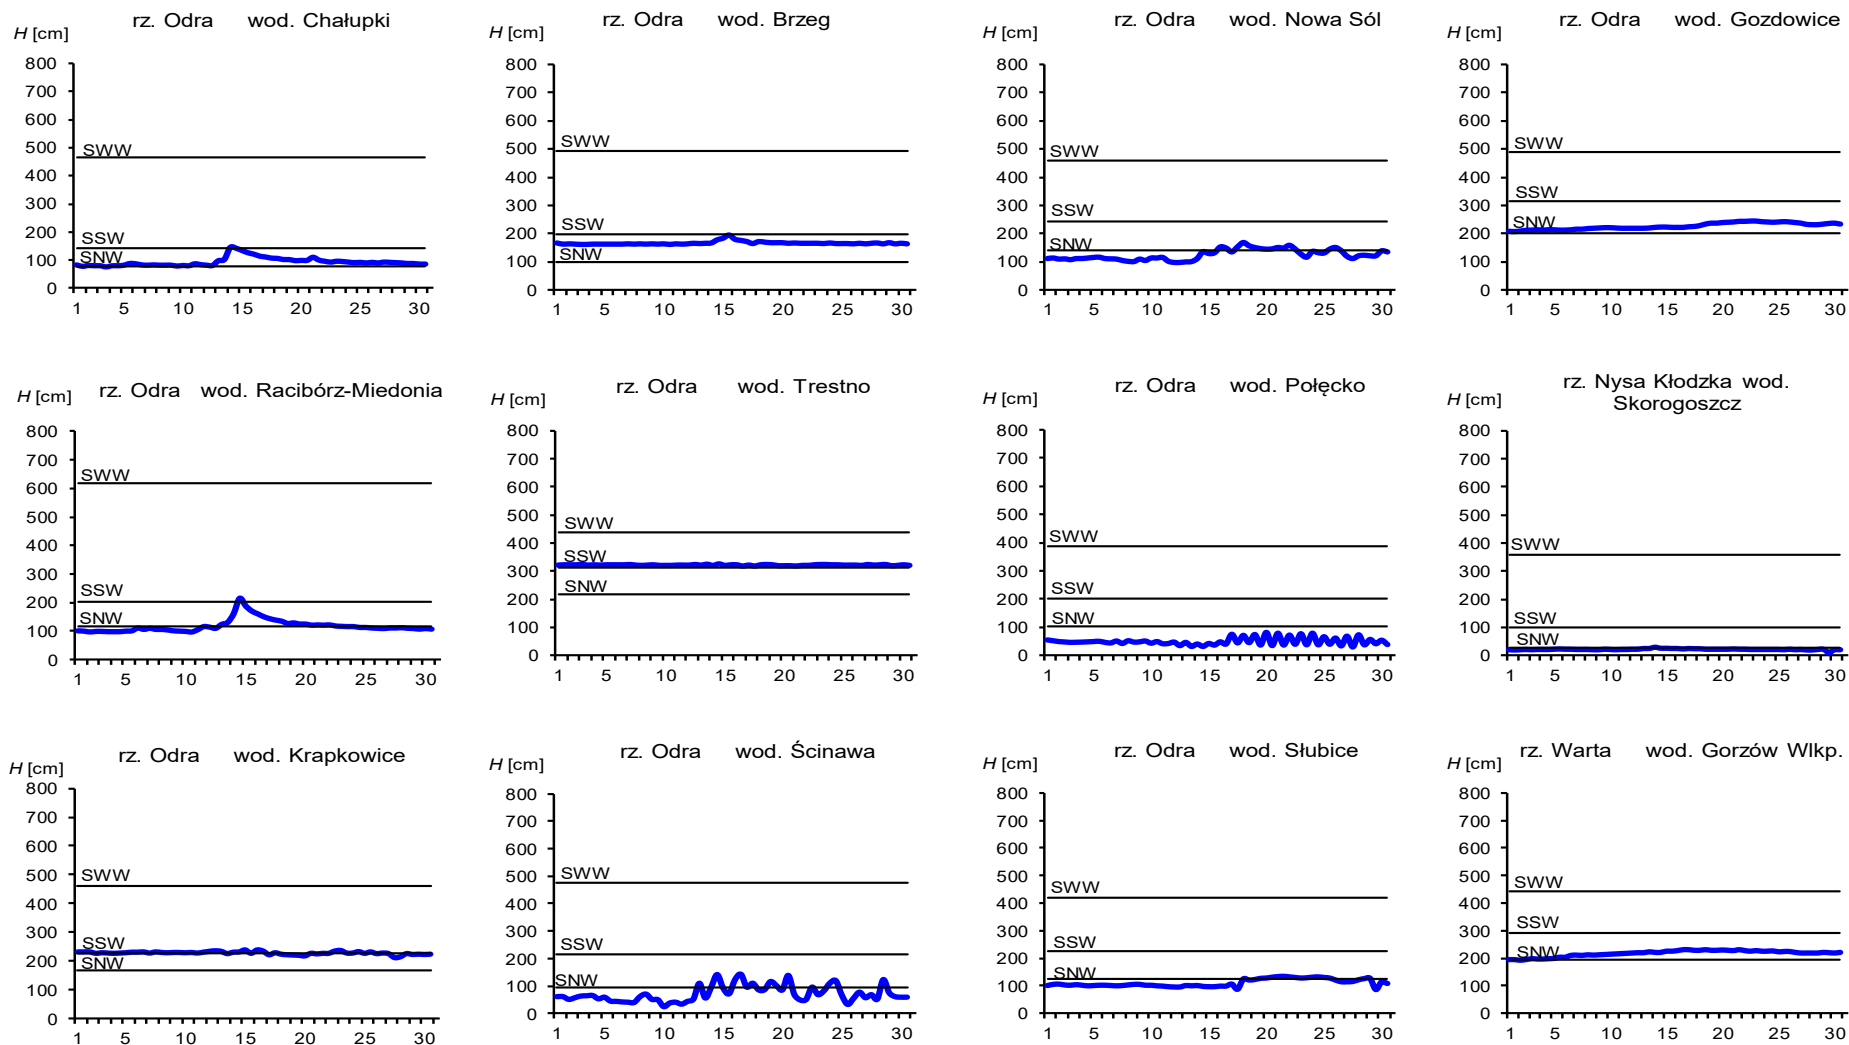 rz. Odra wod. Chałupki
H [cm]
800
700
600
500
400
300
200
100
0
SWW
SSW
SNW
1 5 10 15 20 25 30
rz. Odra wod. Brzeg
H [cm]
800
700
600
500
400
300
200
100
0
SWW
SSW
SNW
1 5 10 15 20 25 30
rz. Odra wod. Nowa Sól
H [cm]
800
700
600
500
400
300
200
100
0
SWW
SSW
SNW
1 5 10 15 20 25 30
rz. Odra wod. Gozdowice
H [cm]
800
700
600
500
400
300
200
100
0
SWW
SSW
SNW
1 5 10 15 20 25 30
rz. Odra wod. Racibórz-Miedonia
H [cm]
800
700
600
500
400
300
200
100
0
SWW
SSW
SNW
1 5 10 15 20 25 30
rz. Odra wod. Trestno
H [cm]
800
700
600
500
400
300
200
100
0
SWW
SSW
SNW
1 5 10 15 20 25 30
rz. Odra wod. Połęcko
H [cm]
800
700
600
500
400
300
200
100
0
SWW
SSW
SNW
1 5 10 15 20 25 30
rz. Nysa Kłodzka wod.
Skorogoszcz
H [cm]
800
700
600
500
400
300
200
100
0
SWW
SSW
SNW
1 5 10 15 20 25 30
rz. Odra wod. Krapkowice
H [cm]
800
700
600
500
400
300
200
100
0
SWW
SSW
SNW
1 5 10 15 20 25 30
rz. Odra wod. Ścinawa
H [cm]
800
700
600
500
400
300
200
100
0
SWW
SSW
SNW
1 5 10 15 20 25 30
rz. Odra wod. Słubice
H [cm]
800
700
600
500
400
300
200
100
0
SWW
SSW
SNW
1 5 10 15 20 25 30
rz. Warta wod. Gorzów Wlkp.
H [cm]
800
700
600
500
400
300
200
100
0
SWW
SSW
SNW
1 5 10 15 20 25 30